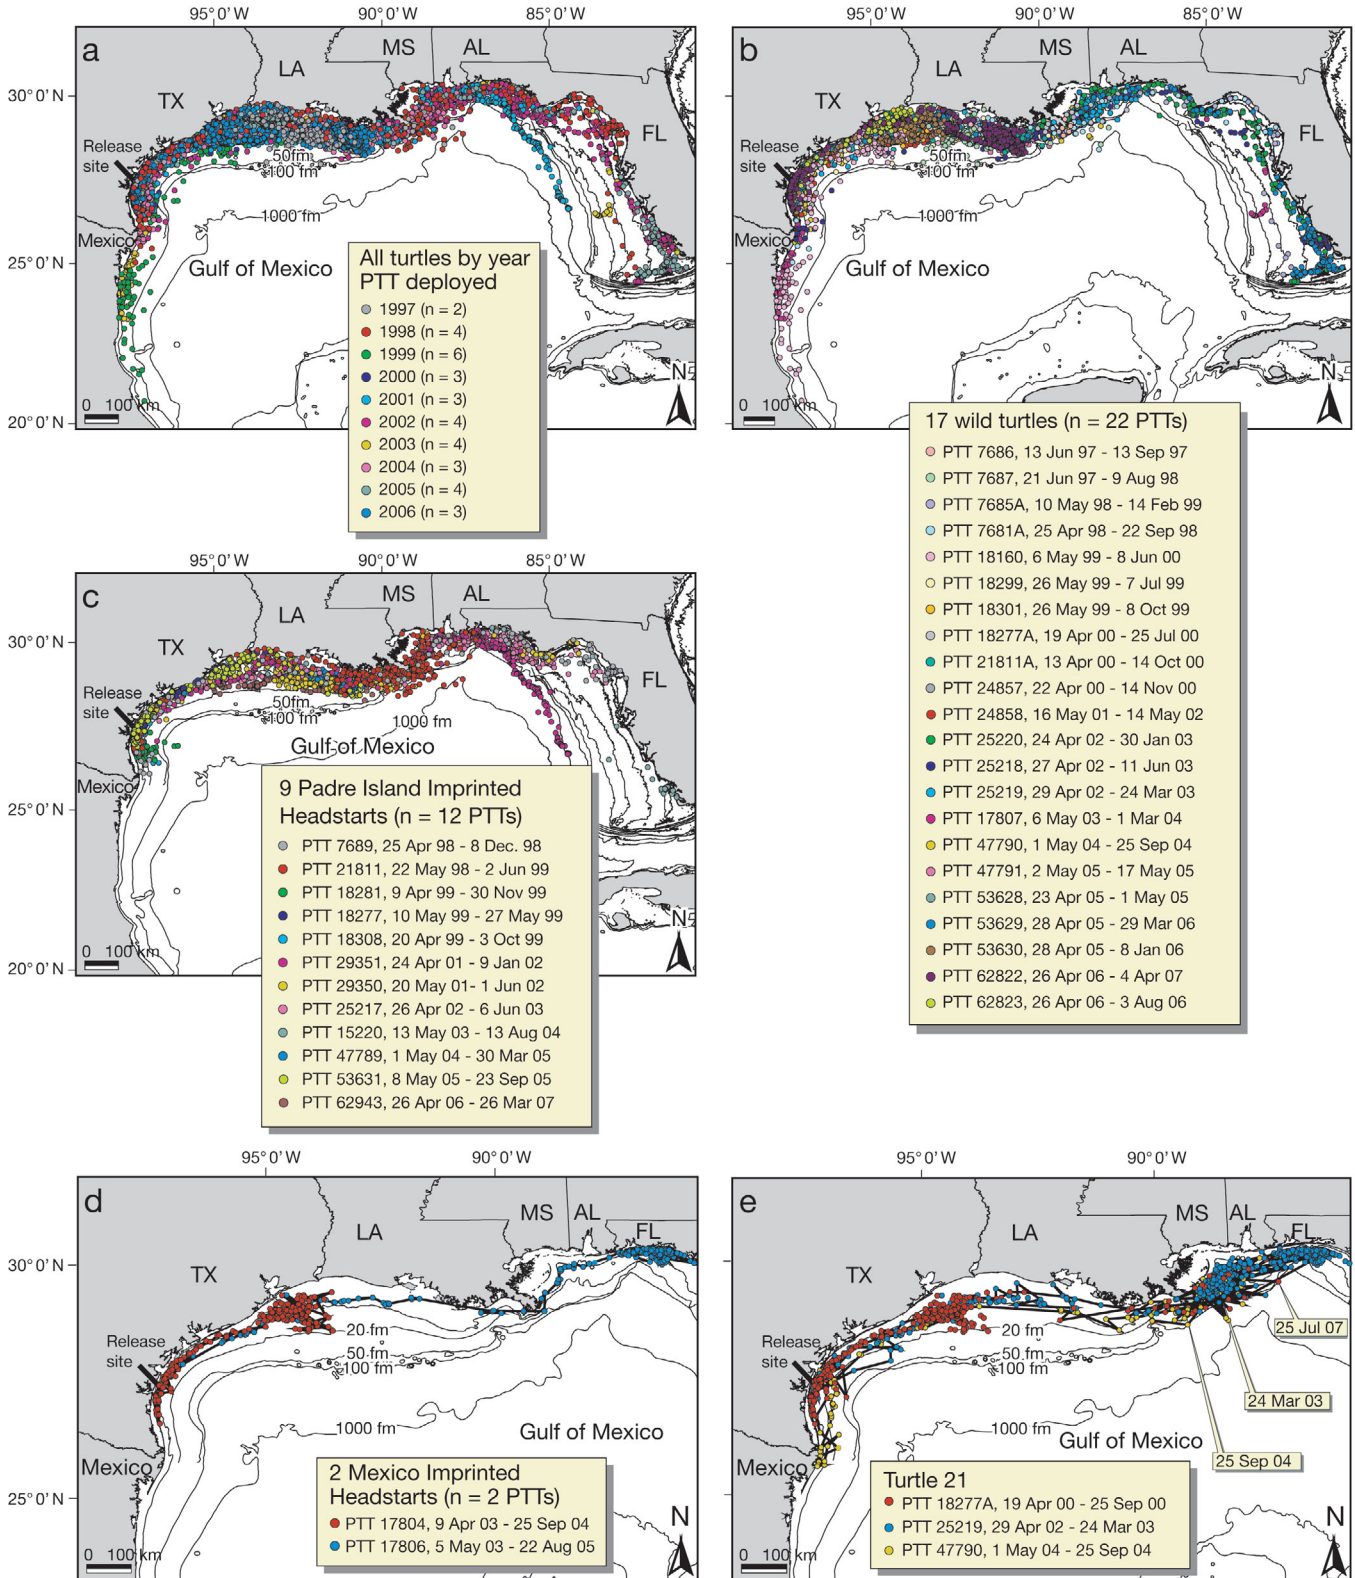 95°0'W 90°0'W 85°0'W
a
MS AL
LA
TX
30°0'N
FL
Release
site
50fm
100 fm
1000 fm
Mexico
25°0'N
Gulf of Mexico
All turtles by year
PTT deployed
1997 (n = 2)
1998 (n = 4)
1999 (n = 6)
2000 (n = 3)
2001 (n = 3)
2002 (n = 4)
2003 (n = 4)
2004 (n = 3)
2005 (n = 4)
2006 (n = 3)
N
0 100 km
20°0'N
95°0'W 90°0'W 85°0'W
b
MS AL
LA
TX
FL
Release
site
50fm
100 fm
1000 fm
Mexico
Gulf of Mexico
N
0 100 km
17 wild turtles (n = 22 PTTs)
PTT 7686, 13 Jun 97 - 13 Sep 97
PTT 7687, 21 Jun 97 - 9 Aug 98
PTT 7685A, 10 May 98 - 14 Feb 99
PTT 7681A, 25 Apr 98 - 22 Sep 98
PTT 18160, 6 May 99 - 8 Jun 00
PTT 18299, 26 May 99 - 7 Jul 99
PTT 18301, 26 May 99 - 8 Oct 99
PTT 18277A, 19 Apr 00 - 25 Jul 00
PTT 21811A, 13 Apr 00 - 14 Oct 00
PTT 24857, 22 Apr 00 - 14 Nov 00
PTT 24858, 16 May 01 - 14 May 02
PTT 25220, 24 Apr 02 - 30 Jan 03
PTT 25218, 27 Apr 02 - 11 Jun 03
PTT 25219, 29 Apr 02 - 24 Mar 03
PTT 17807, 6 May 03 - 1 Mar 04
PTT 47790, 1 May 04 - 25 Sep 04
PTT 47791, 2 May 05 - 17 May 05
PTT 53628, 23 Apr 05 - 1 May 05
PTT 53629, 28 Apr 05 - 29 Mar 06
PTT 53630, 28 Apr 05 - 8 Jan 06
PTT 62822, 26 Apr 06 - 4 Apr 07
PTT 62823, 26 Apr 06 - 3 Aug 06
95°0'W 90°0'W 85°0'W
c
MS AL
LA
TX
30°0'N
FL
Release
site
50fm
100 fm
1000 fm
Gulf of Mexico
Mexico
25°0'N
9 Padre Island Imprinted
Headstarts (n = 12 PTTs)
PTT 7689, 25 Apr 98 - 8 Dec. 98
PTT 21811, 22 May 98 - 2 Jun 99
PTT 18281, 9 Apr 99 - 30 Nov 99
PTT 18277, 10 May 99 - 27 May 99
PTT 18308, 20 Apr 99 - 3 Oct 99
PTT 29351, 24 Apr 01 - 9 Jan 02
PTT 29350, 20 May 01- 1 Jun 02
PTT 25217, 26 Apr 02 - 6 Jun 03
PTT 15220, 13 May 03 - 13 Aug 04
PTT 47789, 1 May 04 - 30 Mar 05
PTT 53631, 8 May 05 - 23 Sep 05
PTT 62943, 26 Apr 06 - 26 Mar 07
N
0 100 km
20°0'N
95°0'W 90°0'W
d
MS AL
FL
LA
TX
30°0'N
Release
site
20 fm
50 fm
100 fm
1000 fm
Gulf of Mexico
Mexico
25°0'N
2 Mexico Imprinted
Headstarts (n = 2 PTTs)
PTT 17804, 9 Apr 03 - 25 Sep 04
PTT 17806, 5 May 03 - 22 Aug 05
N
0 100 km
95°0'W 90°0'W
e
MS AL
FL
LA
TX
Release
site
20 fm
50 fm
100 fm
25 Jul 07
24 Mar 03
1000 fm
Gulf of Mexico
25 Sep 04
Mexico
Turtle 21
PTT 18277A, 19 Apr 00 - 25 Sep 00
PTT 25219, 29 Apr 02 - 24 Mar 03
PTT 47790, 1 May 04 - 25 Sep 04
N
0 100 km